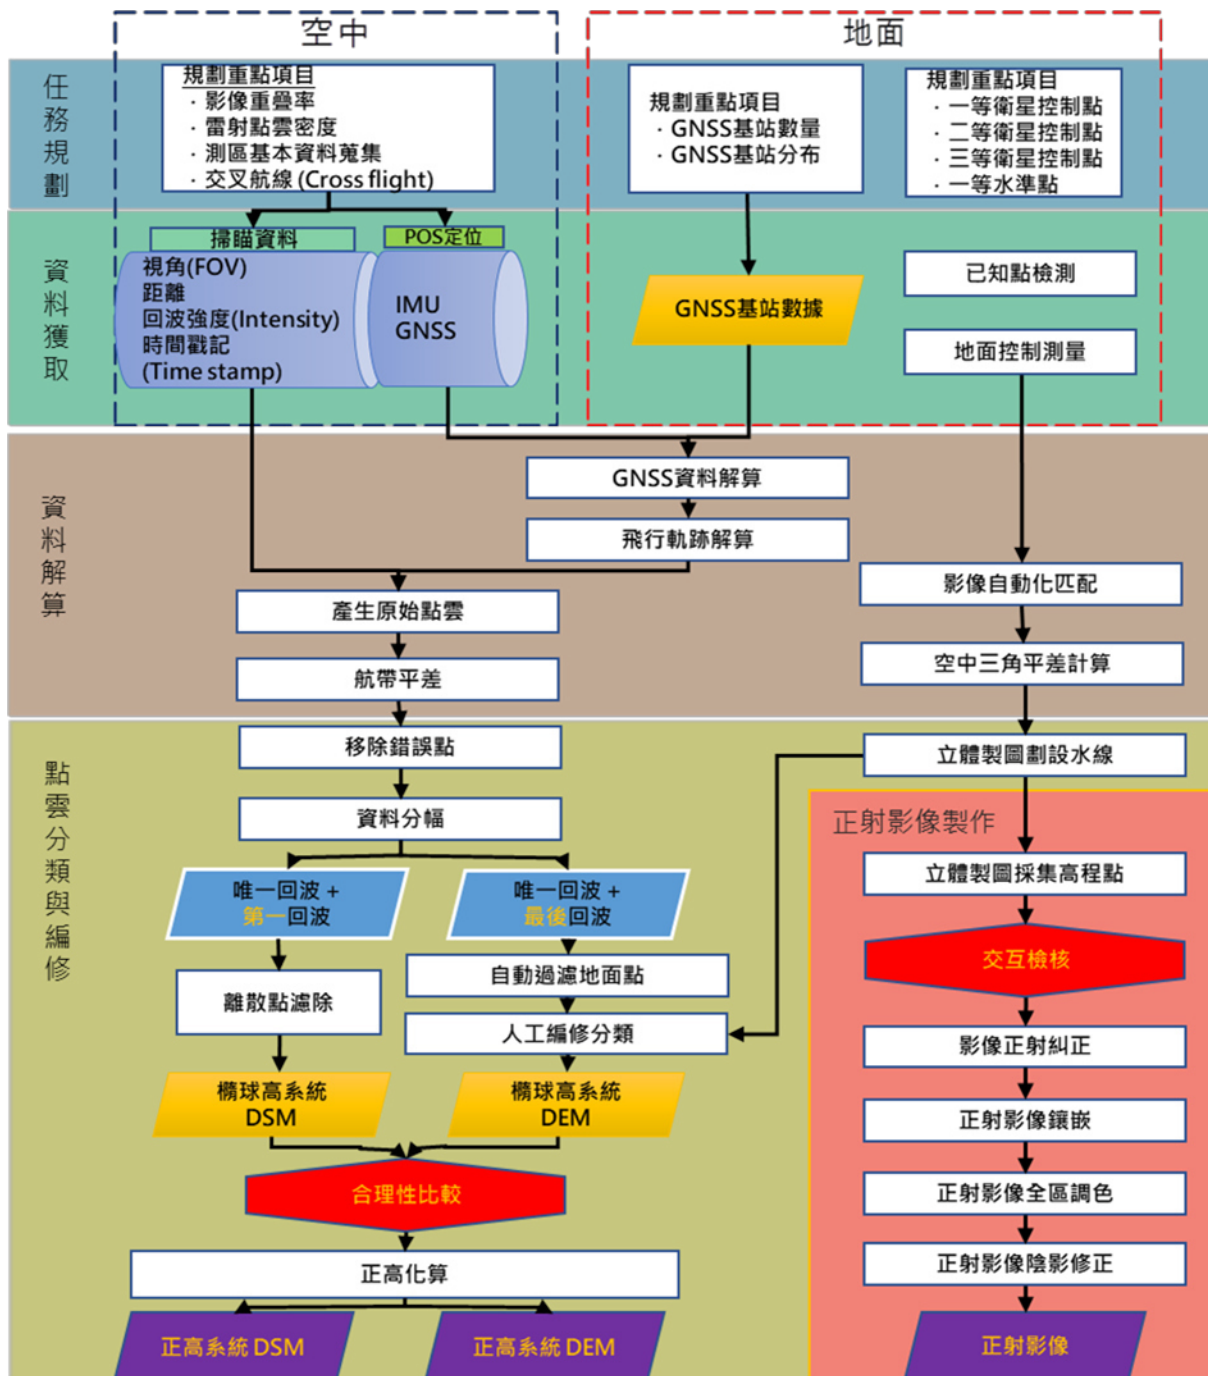 空中
地面
任務規劃
規劃重點項目
· 影像重疊率
· 雷射點雲密度
· 測區基本資料蒐集
· 交叉航線 (Cross flight)
規劃重點項目
· GNSS基站數量
· GNSS基站分布
規劃重點項目
· 一等衛星控制點
· 二等衛星控制點
· 三等衛星控制點
· 一等水準點
資料獲取
掃瞄資料
視角(FOV)
距離
回波強度(Intensity)
時間戳記
(Time stamp)
POS定位
IMU
GNSS
GNSS基站數據
已知點檢測
地面控制測量
資料解算
GNSS資料解算
飛行軌跡解算
產生原始點雲
航帶平差
影像自動化匹配
空中三角平差計算
點雲分類與編修
移除錯誤點
資料分幅
唯一回波 +
第一回波
唯一回波 +
最後回波
離散點濾除
自動過濾地面點
人工編修分類
橢球高系統
DSM
橢球高系統
DEM
合理性比較
正高化算
正高系統 DSM
正高系統 DEM
立體製圖劃設水線
正射影像製作
立體製圖採集高程點
交互檢核
影像正射糾正
正射影像鑲嵌
正射影像全區調色
正射影像陰影修正
正射影像